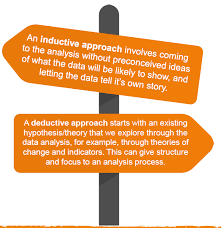 An inductive approach involves coming
to the analysis without preconceived ideas
of what the data will be likely to show, and
letting the data tell it's own story.
A deductive approach starts with an existing
hypothesis/theory that we explore through the
data analysis, for example, through theories of
change and indicators. This can give structure
and focus to an analysis process.